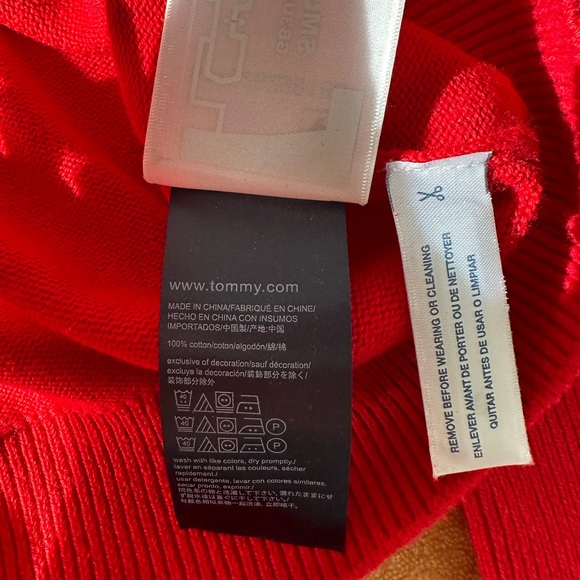 www.tommy.com
MADE IN CHINA/FABRIQUÉ EN CHINE/
HECHO EN CHINA CON INSUMOS
IMPORTADOS/中国製/产地:中国
100% cotton/coton/algodón/綿/棉
exclusive of decoration/sauf décoration/
excluye la decoración/装飾部分を除く/
装饰部分除外
40
40 P
40 P
wash with like colors, dry promptly./
laver en séparant les couleurs, sécher
rapidement./
usar detergente, lavar con colores similares,
secar pronto, exprimir./
REMOVE BEFORE WEARING OR CLEANING
ENLEVER AVANT DE PORTER OU DE NETTOYER
QUITAR ANTES DE USAR O LIMPIAR